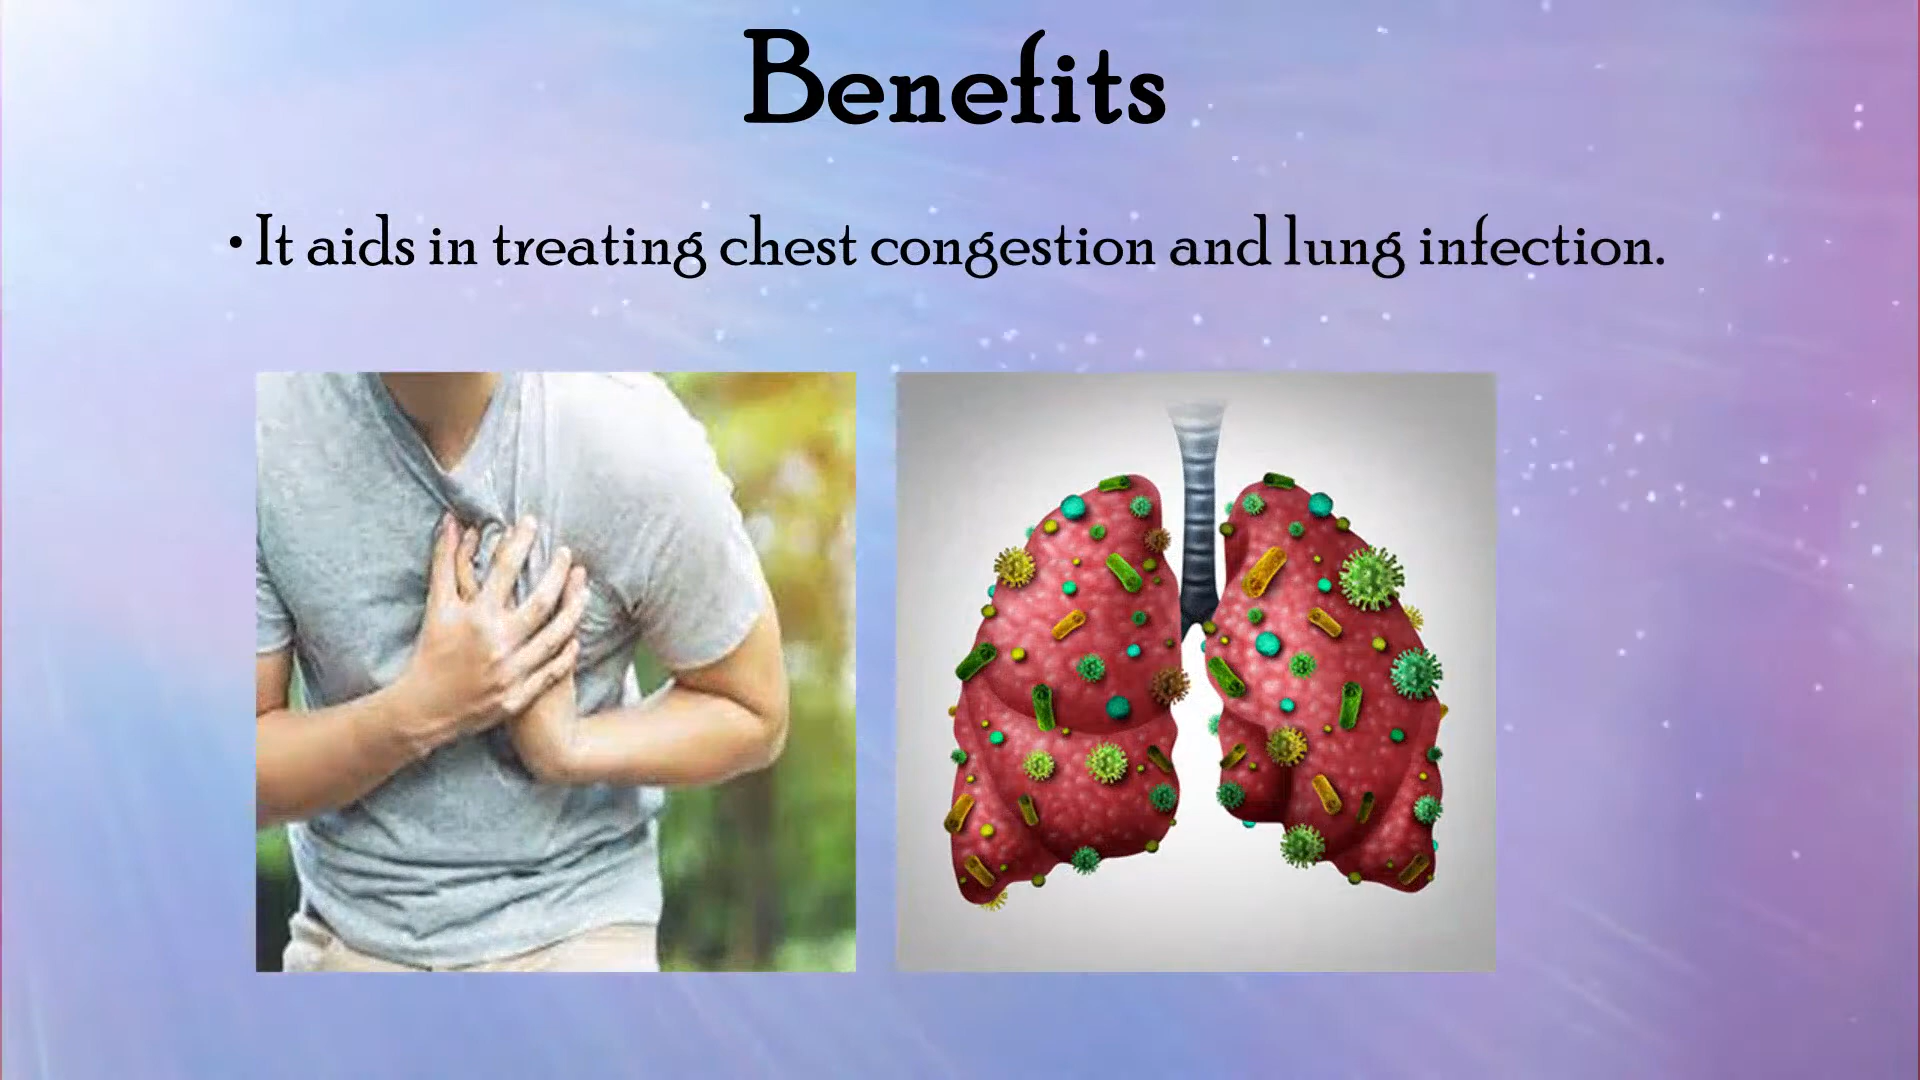 Benefits
• It aids in treating chest congestion and lung infection.